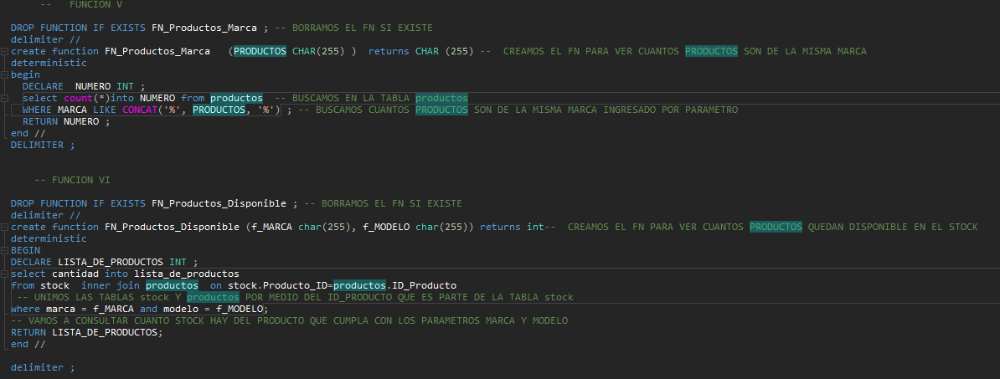 --   FUNCION V
DROP FUNCTION IF EXISTS FN_Productos_Marca ; -- BORRAMOS EL FN SI EXISTE
delimiter //
create function FN_Productos_Marca   (PRODUCTOS CHAR(255) )  returns CHAR (255) --  CREAMOS EL FN PARA VER CUANTOS PRODUCTOS SON DE LA MISMA MARCA
deterministic
begin
DECLARE  NUMERO INT ;
select count(*)into NUMERO from productos  -- BUSCAMOS EN LA TABLA productos
WHERE MARCA LIKE CONCAT('%', PRODUCTOS, '%') ; -- BUSCAMOS CUANTOS PRODUCTOS SON DE LA MISMA MARCA INGRESADO POR PARAMETRO
RETURN NUMERO ;
end //
DELIMITER ;
-- FUNCION VI
DROP FUNCTION IF EXISTS FN_Productos_Disponible ; -- BORRAMOS EL FN SI EXISTE
delimiter //
create function FN_Productos_Disponible (f_MARCA char(255), f_MODELO char(255)) returns int--  CREAMOS EL FN PARA VER CUANTOS PRODUCTOS QUEDAN DISPONIBLE EN EL STOCK
deterministic
BEGIN
DECLARE LISTA_DE_PRODUCTOS INT ;
select cantidad into lista_de_productos
from stock  inner join productos  on stock.Producto_ID=productos.ID_Producto
-- UNIMOS LAS TABLAS stock Y productos POR MEDIO DEL ID_PRODUCTO QUE ES PARTE DE LA TABLA stock
where marca = f_MARCA and modelo = f_MODELO;
-- VAMOS A CONSULTAR CUANTO STOCK HAY DEL PRODUCTO QUE CUMPLA CON LOS PARAMETROS MARCA Y MODELO
RETURN LISTA_DE_PRODUCTOS;
end //
delimiter ;